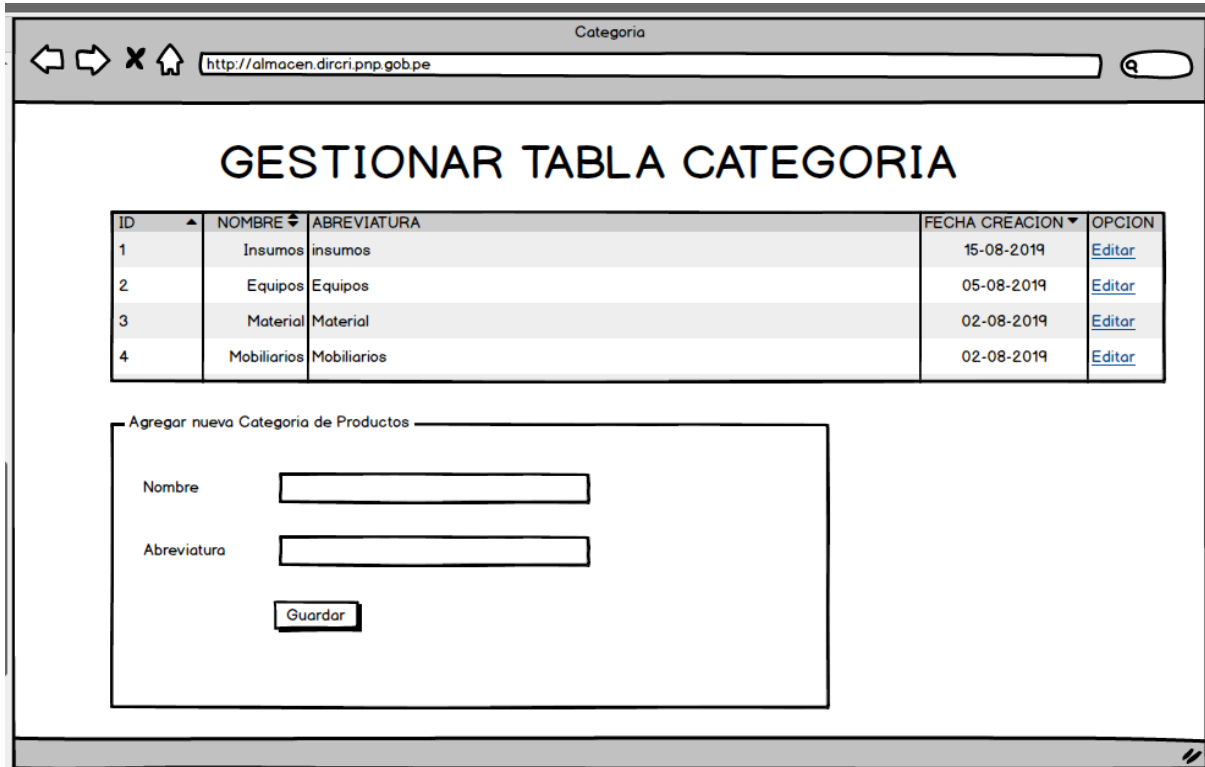 Categoria
http://almacen.dircri.pnp.gob.pe
GESTIONAR TABLA CATEGORIA
ID NOMBRE ABREVIATURA FECHA CREACION OPCION
1 Insumos insumos 15-08-2019 Editar
2 Equipos Equipos 05-08-2019 Editar
3 Material Material 02-08-2019 Editar
4 Mobiliarios Mobiliarios 02-08-2019 Editar
Agregar nueva Categoria de Productos
Nombre
Abreviatura
Guardar